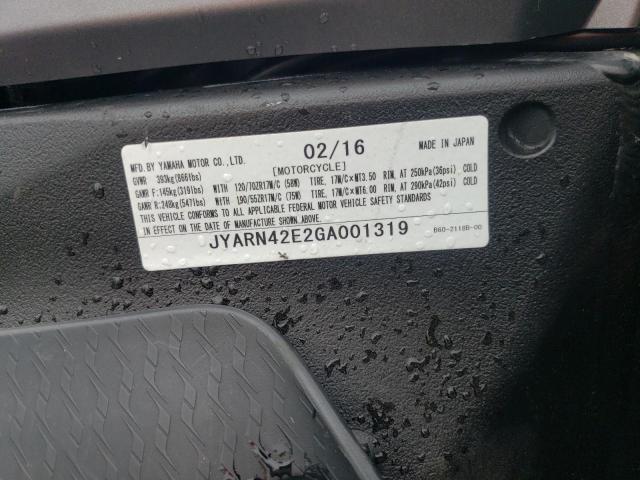 MFD. BY YAMAHA MOTOR CO., LTD. 02/16 MADE IN JAPAN
GVWR 393kg(866lbs) [MOTORCYCLE]
GAWR F:145kg(319lbs) WITH 120/70ZR17M/C (58W) TIRE, 17M/C×MT3.50 RIM, AT 250kPa(36psi) COLD
GAWR R:248kg(547lbs) WITH 190/55ZR17M/C (75W) TIRE, 17M/C×MT6.00 RIM, AT 290kPa(42psi) COLD
THIS VEHICLE CONFORMS TO ALL APPLICABLE FEDERAL MOTOR VEHICLE SAFETY STANDARDS
IN EFFECT ON THE DATE OF MANUFACTURE SHOWN ABOVE.
JYARN42E2GA001319 B60-2118B-00